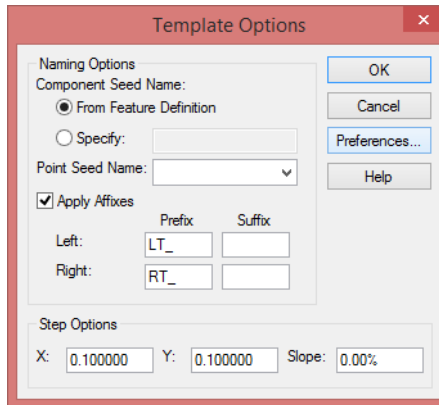 Template Options
×
Naming Options
Component Seed Name:
From Feature Definition
Specify:
Point Seed Name:
Apply Affixes
Prefix Suffix
Left: LT_
Right: RT_
OK
Cancel
Preferences...
Help
Step Options
X: 0.100000 Y: 0.100000 Slope: 0.00%